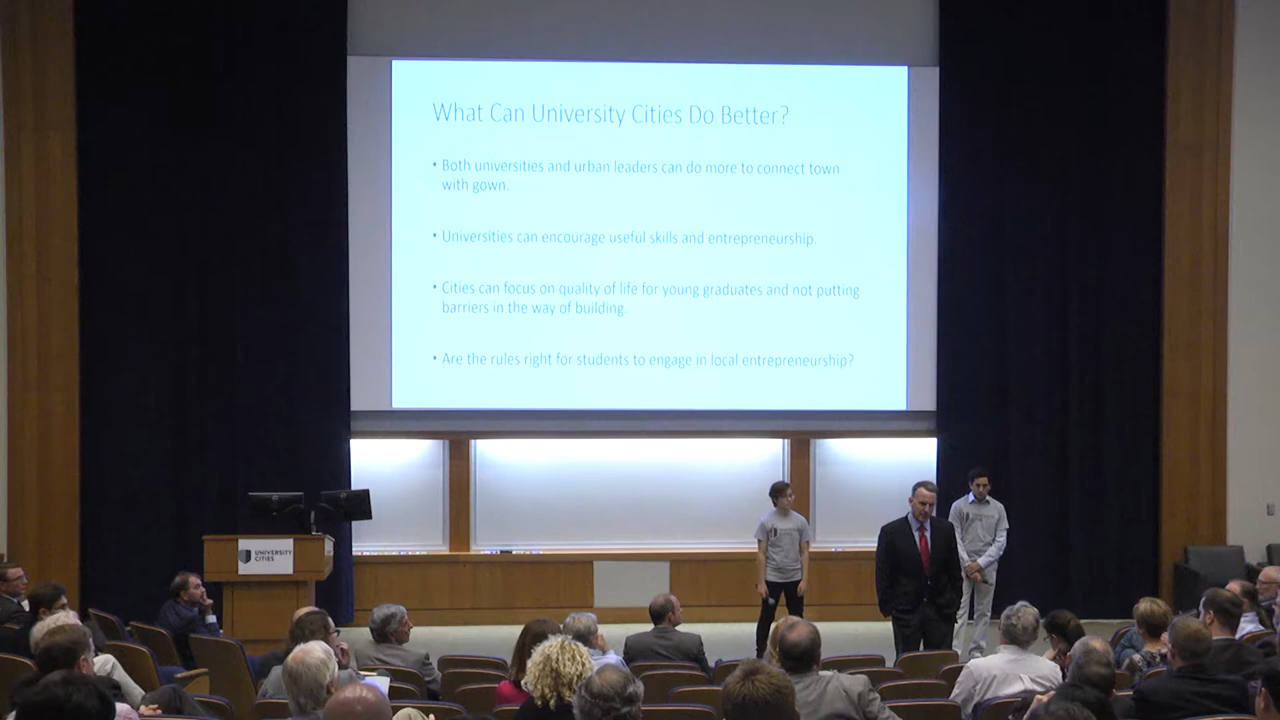 What Can University Cities Do Better?
• Both universities and urban leaders can do more to connect town
with gown.
• Universities can encourage useful skills and entrepreneurship.
• Cities can focus on quality of life for young graduates and not putting
barriers in the way of building.
• Are the rules right for students to engage in local entrepreneurship?
UNIVERSITY
CITIES